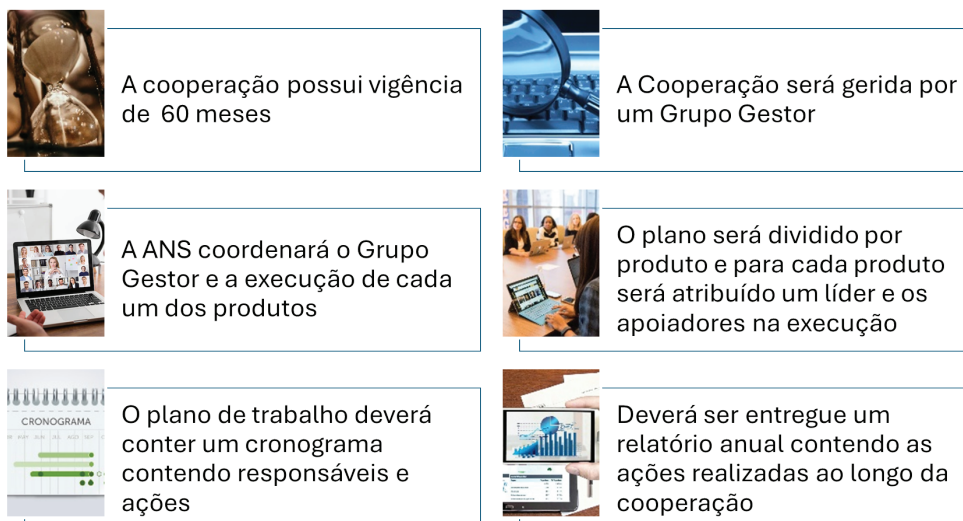 A cooperação possui vigência
de 60 meses
A Cooperação será gerida por
um Grupo Gestor
A ANS coordenará o Grupo
Gestor e a execução de cada
um dos produtos
O plano será dividido por
produto e para cada produto
será atribuído um líder e os
apoiadores na execução
CRONOGRAMA
O plano de trabalho deverá
conter um cronograma
contendo responsáveis e
ações
Deverá ser entregue um
relatório anual contendo as
ações realizadas ao longo da
cooperação